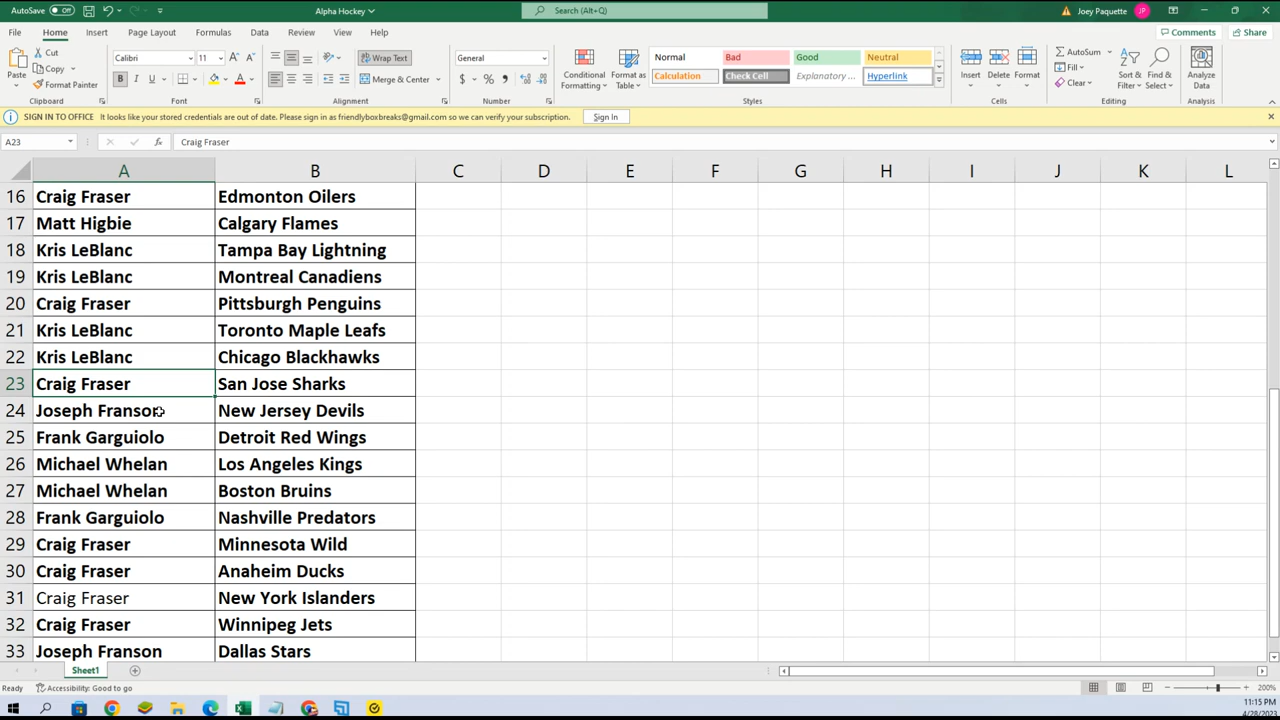 AutoSave Off Alpha Hockey Search (Alt+Q) Joey Paquette JP
File Home Insert Page Layout Formulas Data Review View Help Comments Share
Paste Cut Copy Format Painter Clipboard
Calibri 11 A A B I U A Font
Wrap Text Merge & Center Alignment
General $ % , Number
Conditional Formatting Format as Table
Normal Bad Good Neutral
Calculation Check Cell Explanatory ... Hyperlink
Styles
Insert Delete Format Cells
AutoSum Fill Clear Sort & Filter Find & Select Editing
Analyze Data Analysis
SIGN IN TO OFFICE It looks like your stored credentials are out of date. Please sign in as friendlyboxbreaks@gmail.com so we can verify your subscription. Sign In
A23 fx Craig Fraser
A B C D E F G H I J K L
16 Craig Fraser Edmonton Oilers
17 Matt Higbie Calgary Flames
18 Kris LeBlanc Tampa Bay Lightning
19 Kris LeBlanc Montreal Canadiens
20 Craig Fraser Pittsburgh Penguins
21 Kris LeBlanc Toronto Maple Leafs
22 Kris LeBlanc Chicago Blackhawks
23 Craig Fraser San Jose Sharks
24 Joseph Franson New Jersey Devils
25 Frank Garguiolo Detroit Red Wings
26 Michael Whelan Los Angeles Kings
27 Michael Whelan Boston Bruins
28 Frank Garguiolo Nashville Predators
29 Craig Fraser Minnesota Wild
30 Craig Fraser Anaheim Ducks
31 Craig Fraser New York Islanders
32 Craig Fraser Winnipeg Jets
33 Joseph Franson Dallas Stars
Sheet1
Ready Accessibility: Good to go 200%
11:15 PM
4/28/2023